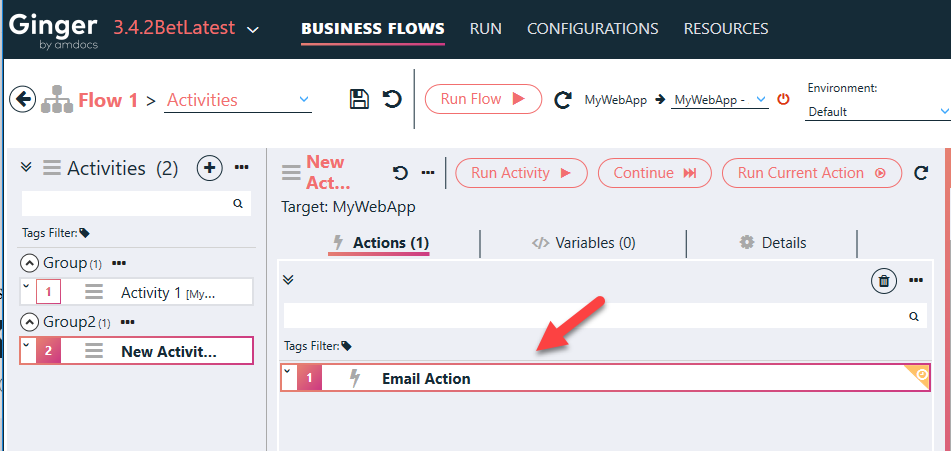 Ginger
by amdocs
3.4.2BetLatest
BUSINESS FLOWS
RUN
CONFIGURATIONS
RESOURCES
Flow 1 > Activities
Run Flow
MyWebApp
MyWebApp -
Environment:
Default
Activities (2)
Tags Filter:
Group (1)
1
Activity 1 [My...
Group2 (1)
2
New Activit...
New
Act...
Run Activity
Continue
Run Current Action
Target: MyWebApp
Actions (1)
Variables (0)
Details
Tags Filter:
1
Email Action